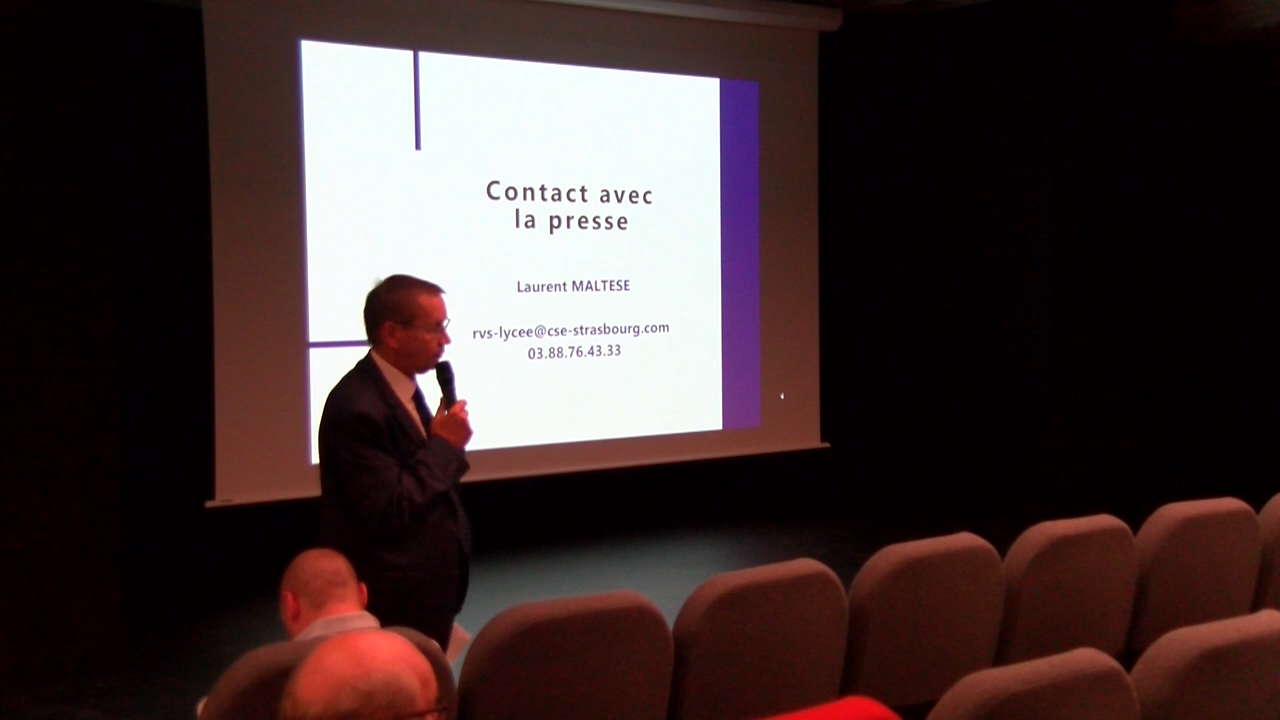 Contact avec
la presse
Laurent MALTESE
rvs-lycee@cse-strasbourg.com
03.88.76.43.33